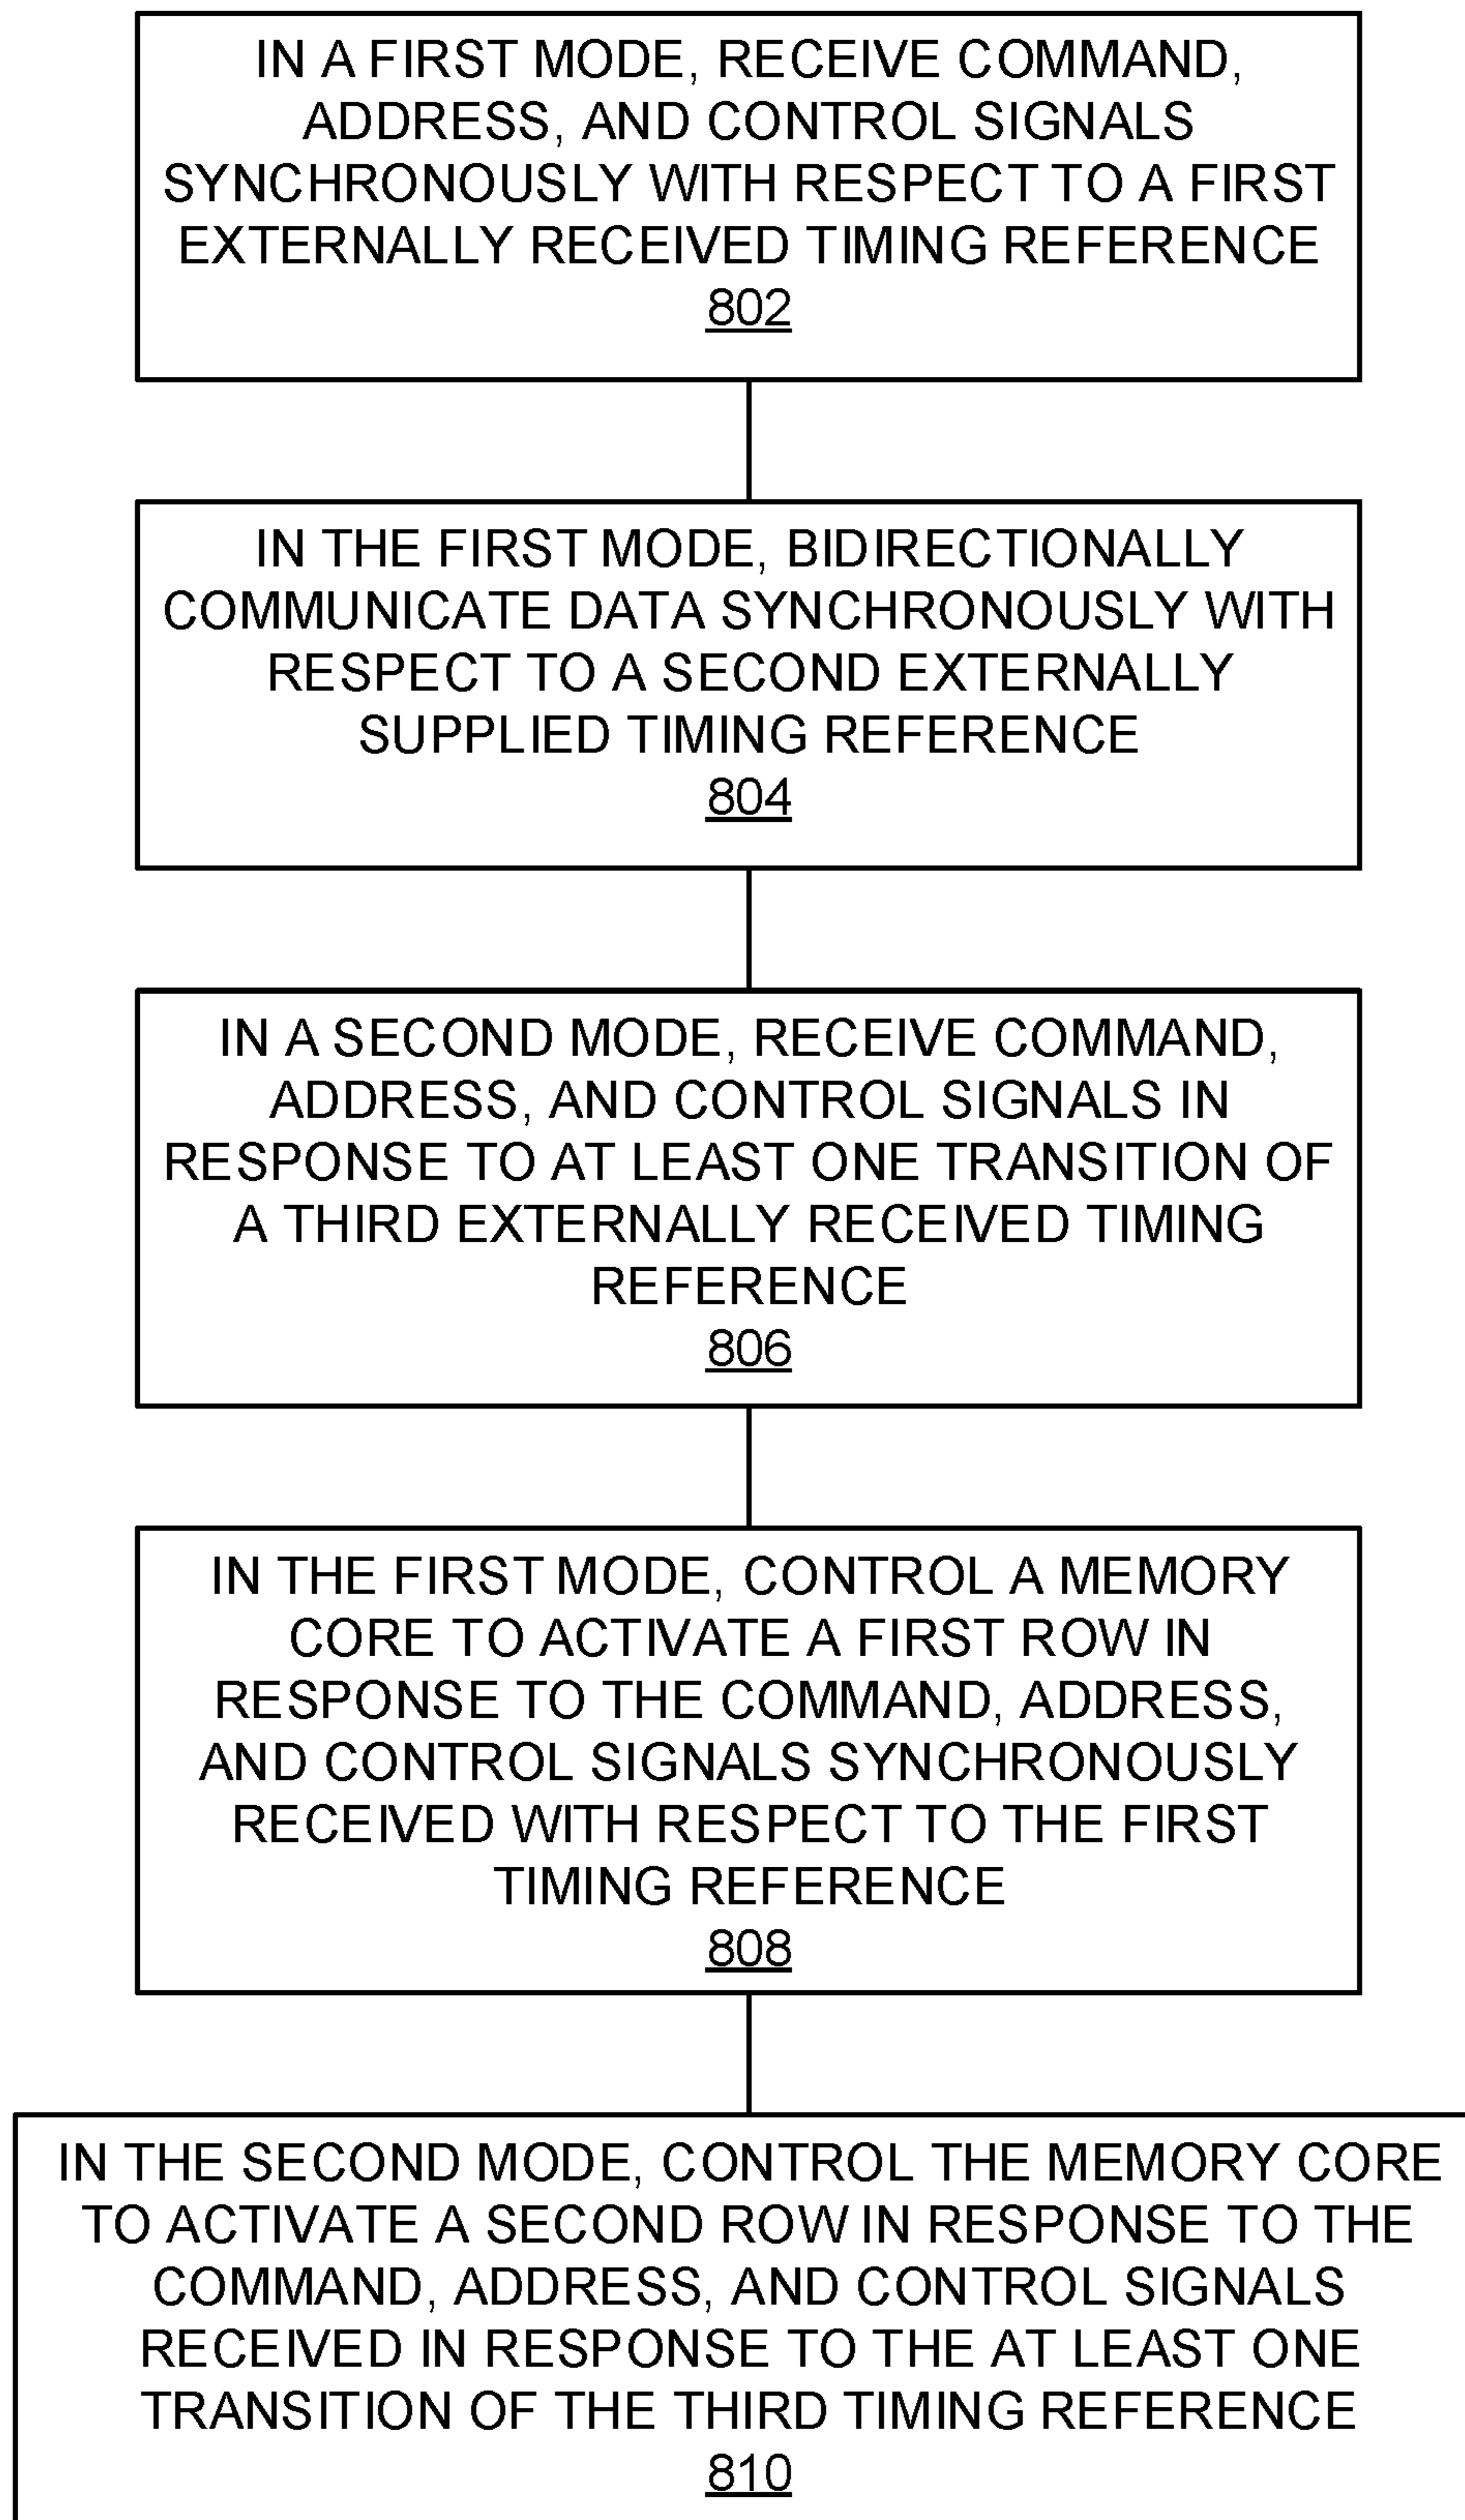 IN A FIRST MODE, RECEIVE COMMAND,
ADDRESS, AND CONTROL SIGNALS
SYNCHRONOUSLY WITH RESPECT TO A FIRST
EXTERNALLY RECEIVED TIMING REFERENCE
802
IN THE FIRST MODE, BIDIRECTIONALLY
COMMUNICATE DATA SYNCHRONOUSLY WITH
RESPECT TO A SECOND EXTERNALLY
SUPPLIED TIMING REFERENCE
804
IN A SECOND MODE, RECEIVE COMMAND,
ADDRESS, AND CONTROL SIGNALS IN
RESPONSE TO AT LEAST ONE TRANSITION OF
A THIRD EXTERNALLY RECEIVED TIMING
REFERENCE
806
IN THE FIRST MODE, CONTROL A MEMORY
CORE TO ACTIVATE A FIRST ROW IN
RESPONSE TO THE COMMAND, ADDRESS,
AND CONTROL SIGNALS SYNCHRONOUSLY
RECEIVED WITH RESPECT TO THE FIRST
TIMING REFERENCE
808
IN THE SECOND MODE, CONTROL THE MEMORY CORE
TO ACTIVATE A SECOND ROW IN RESPONSE TO THE
COMMAND, ADDRESS, AND CONTROL SIGNALS
RECEIVED IN RESPONSE TO THE AT LEAST ONE
TRANSITION OF THE THIRD TIMING REFERENCE
810